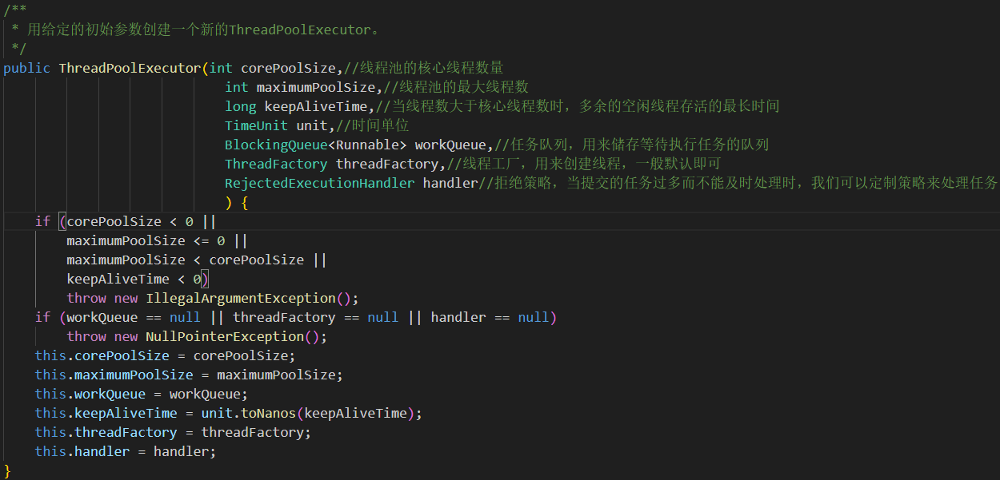 /**
 * 用给定的初始参数创建一个新的ThreadPoolExecutor。
 */
public ThreadPoolExecutor(int corePoolSize,//线程池的核心线程数量
                          int maximumPoolSize,//线程池的最大线程数
                          long keepAliveTime,//当线程数大于核心线程数时，多余的空闲线程存活的最长时间
                          TimeUnit unit,//时间单位
                          BlockingQueue<Runnable> workQueue,//任务队列，用来储存等待执行任务的队列
                          ThreadFactory threadFactory,//线程工厂，用来创建线程，一般默认即可
                          RejectedExecutionHandler handler//拒绝策略，当提交的任务过多而不能及时处理时，我们可以定制策略来处理任务
                          ) {
    if (corePoolSize < 0 ||
        maximumPoolSize <= 0 ||
        maximumPoolSize < corePoolSize ||
        keepAliveTime < 0)
        throw new IllegalArgumentException();
    if (workQueue == null || threadFactory == null || handler == null)
        throw new NullPointerException();
    this.corePoolSize = corePoolSize;
    this.maximumPoolSize = maximumPoolSize;
    this.workQueue = workQueue;
    this.keepAliveTime = unit.toNanos(keepAliveTime);
    this.threadFactory = threadFactory;
    this.handler = handler;
}